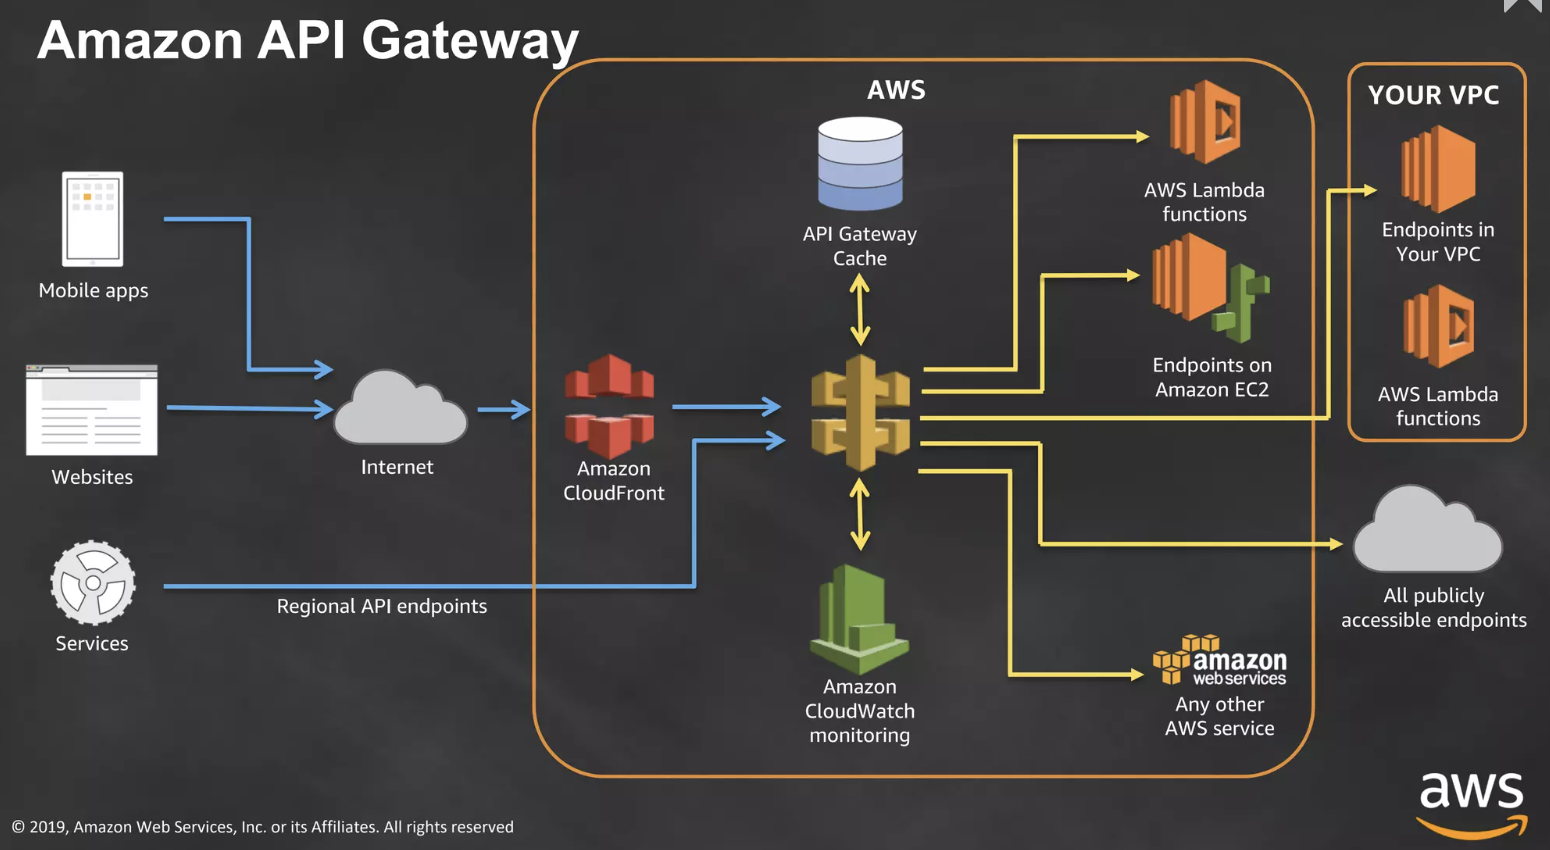 Amazon API Gateway
AWS
YOUR VPC
API Gateway
Cache
AWS Lambda
functions
Endpoints in
Your VPC
Mobile apps
Endpoints on
Amazon EC2
AWS Lambda
functions
Websites
Internet
Amazon
CloudFront
Regional API endpoints
Services
All publicly
accessible endpoints
Amazon
CloudWatch
monitoring
amazon
webservices
Any other
AWS service
aws
© 2019, Amazon Web Services, Inc. or its Affiliates. All rights reserved